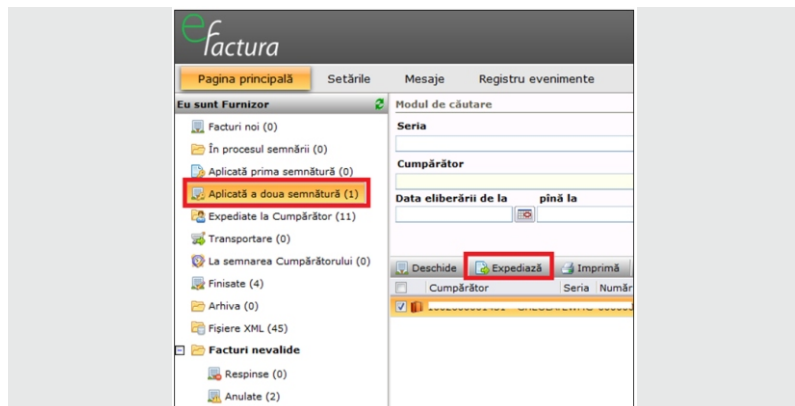 e
factura
Pagina principală Setările Mesaje Registru evenimente
Eu sunt Furnizor
Modul de căutare
Facturi noi (0)
Seria
În procesul semnării (0)
Aplicată prima semnătură (0)
Cumpărător
Aplicată a doua semnătură (1)
Data eliberării de la pînă la
Expediate la Cumpărător (11)
Transportare (0)
La semnarea Cumpărătorului (0)
Deschide Expediază Imprimă
Finisate (4)
Cumpărător Seria Număr
Arhiva (0)
Fișiere XML (45)
Facturi nevalide
Respinse (0)
Anulate (2)